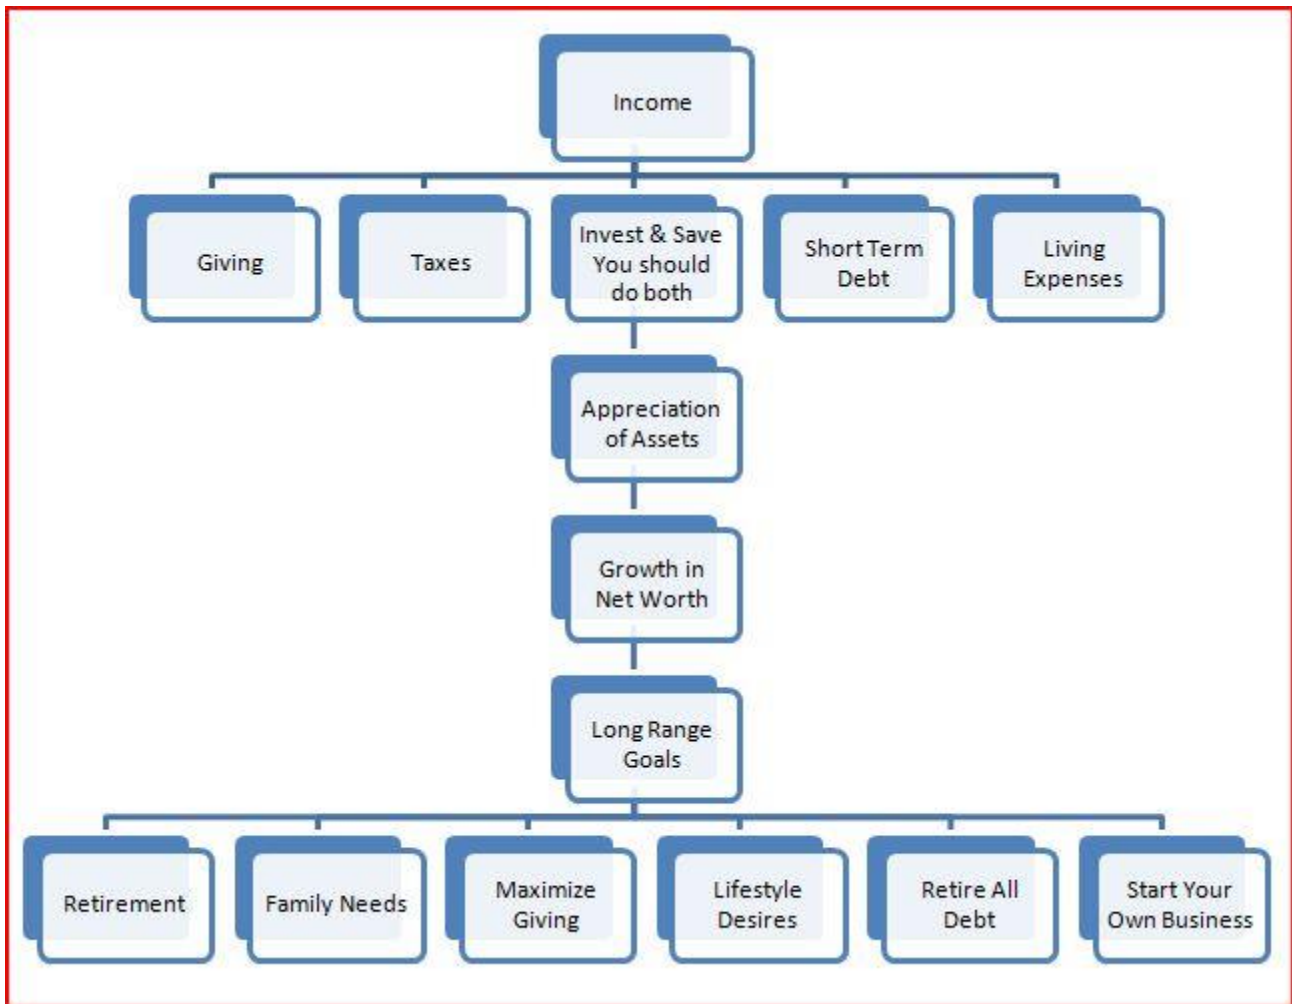 Income
Giving
Taxes
Invest & Save
You should
do both
Short Term
Debt
Living
Expenses
Appreciation
of Assets
Growth in
Net Worth
Long Range
Goals
Retirement
Family Needs
Maximize
Giving
Lifestyle
Desires
Retire All
Debt
Start Your
Own Business